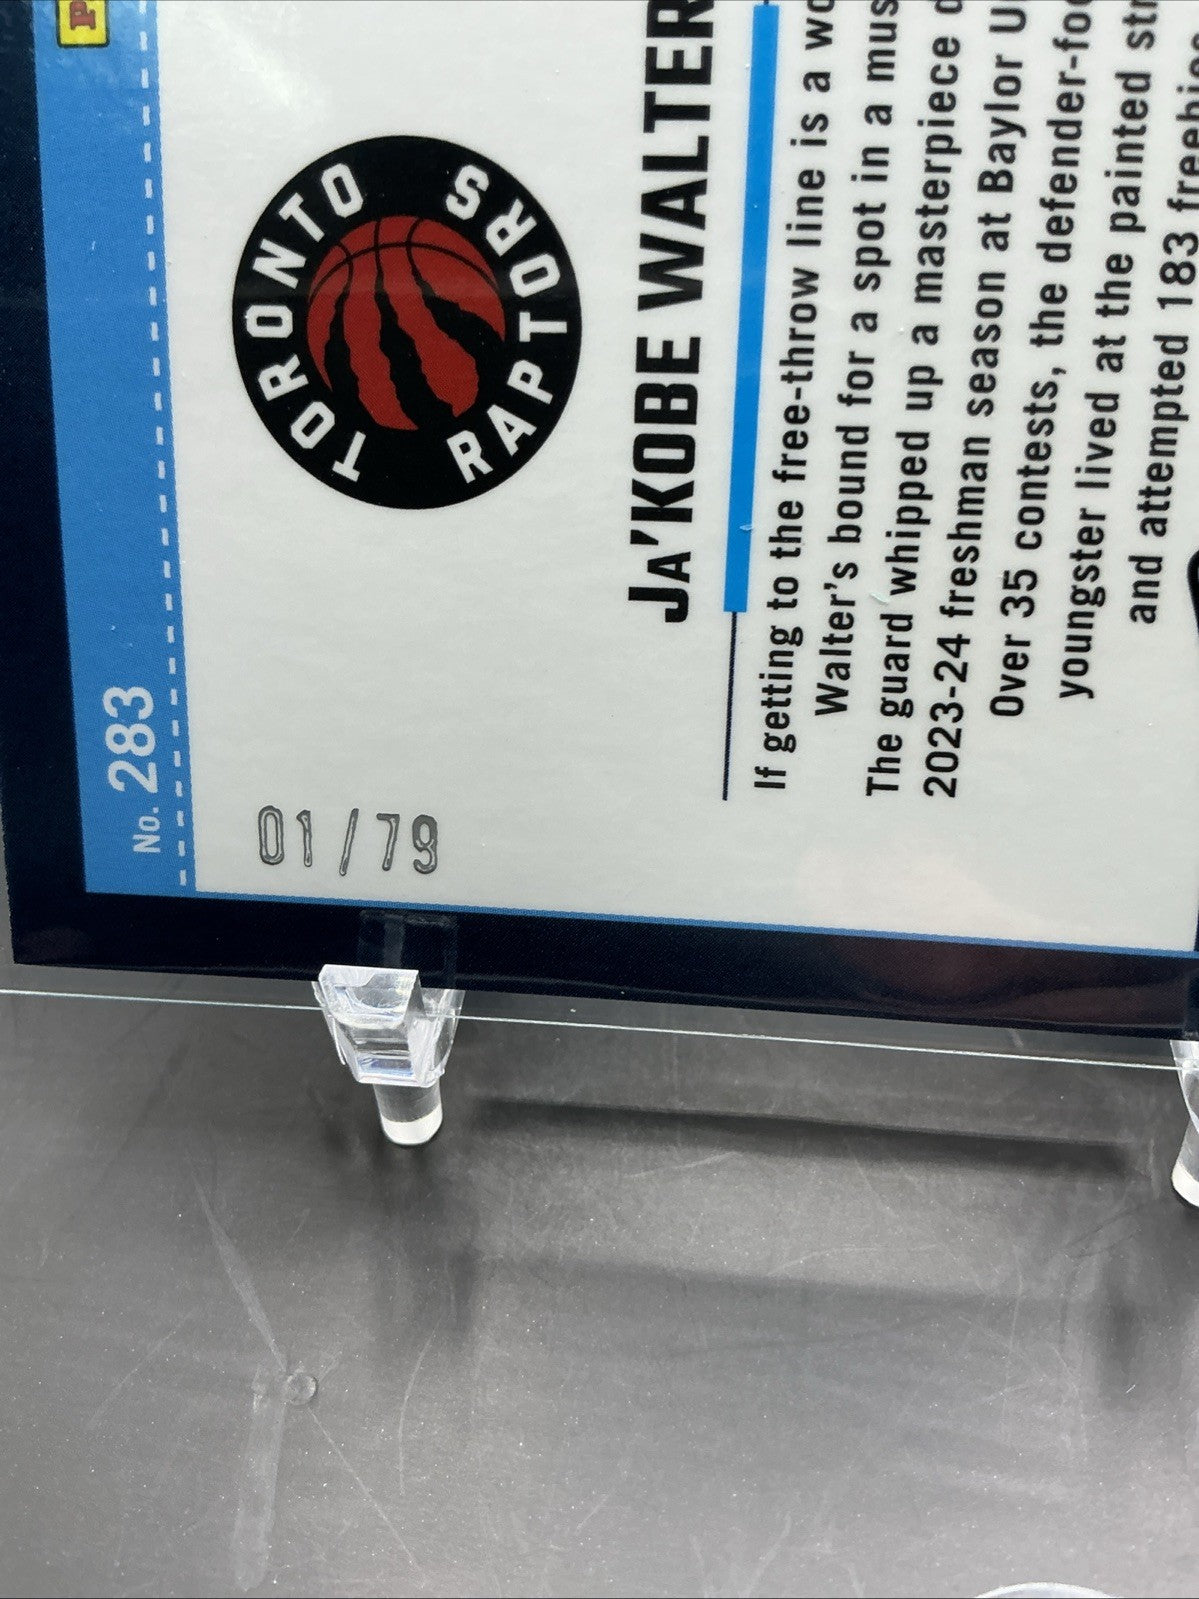 No. 283
TORONTO
RAPTORS
01/79
JA'KOBE WALTER
If getting to the free-throw line is a
Walter's bound for a spot in a
The guard whipped up a masterpiece
2023-24 freshman season at Baylor
Over 35 contests, the
youngster lived at the painted
and attempted 183